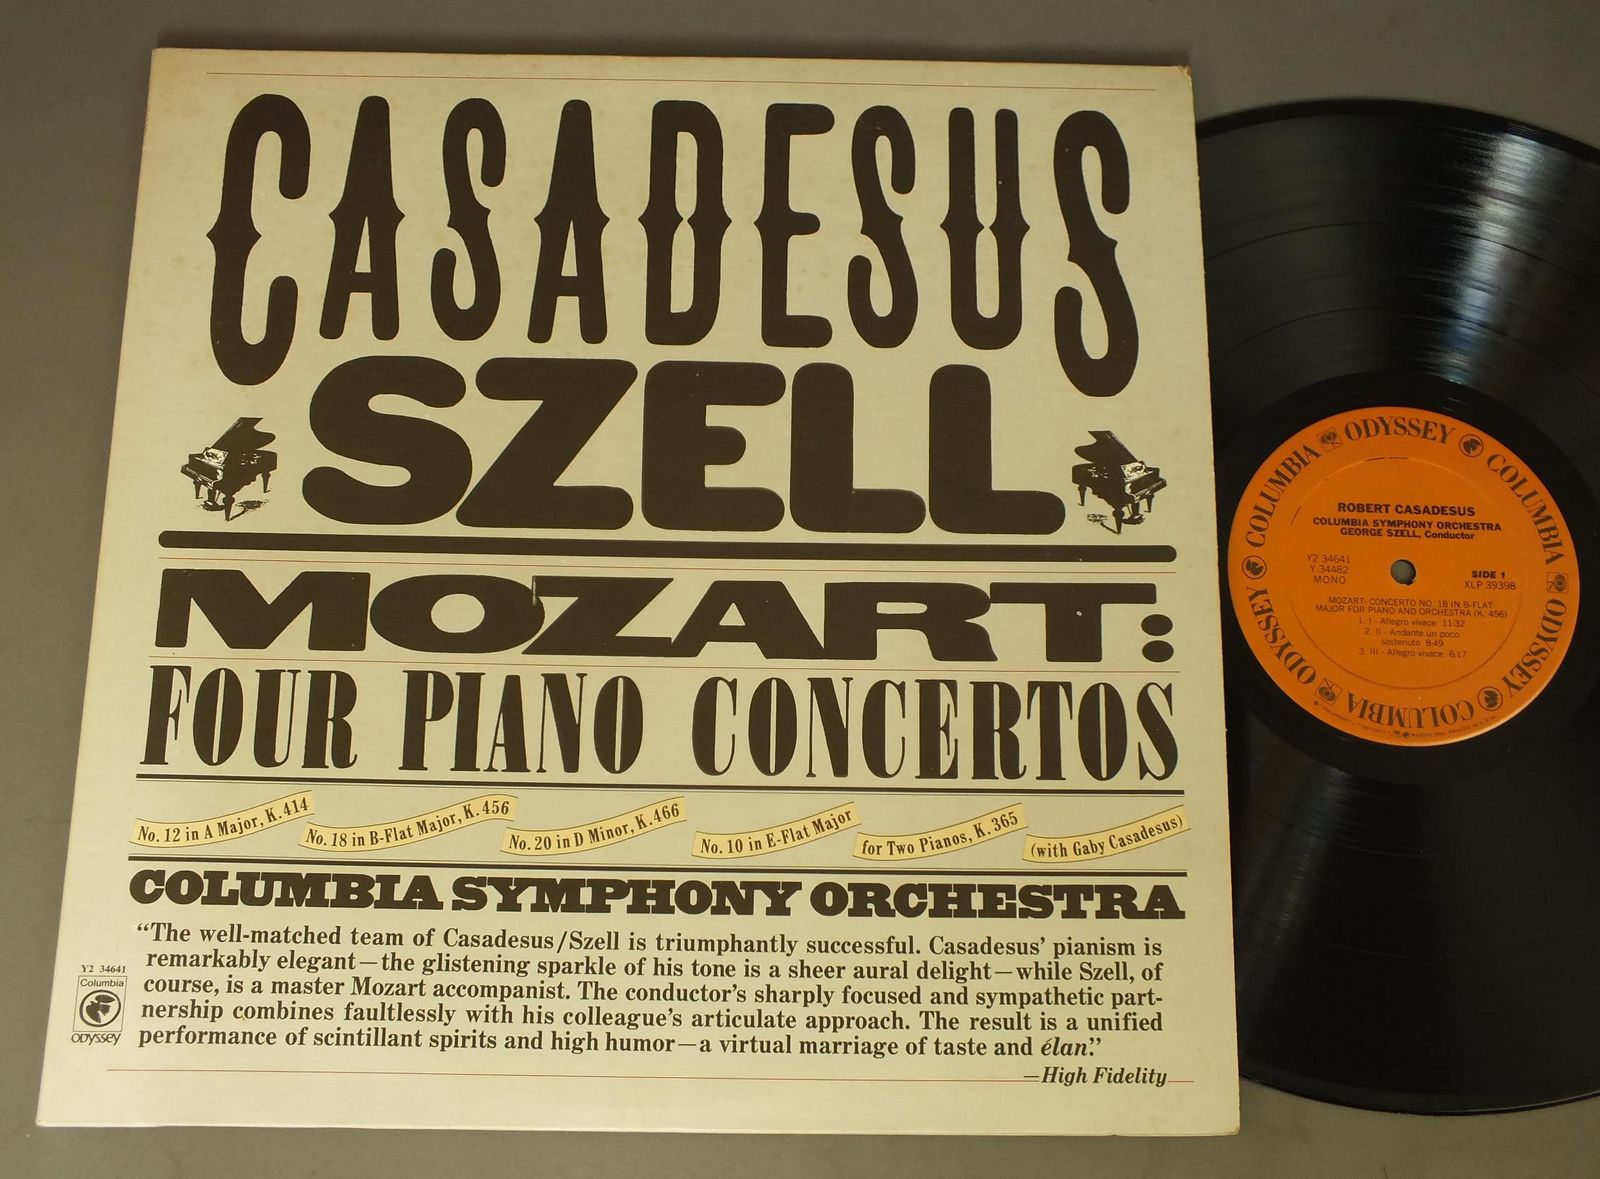 CASADESUS
SZELL
MOZART:
FOUR PIANO CONCERTOS
No. 12 in A Major, K. 414
No. 18 in B-Flat Major, K. 456
No. 20 in D Minor, K. 466
No. 10 in E-Flat Major
for Two Pianos, K. 365
(with Gaby Casadesus)
COLUMBIA SYMPHONY ORCHESTRA
“The well-matched team of Casadesus/Szell is triumphantly successful. Casadesus’ pianism is
remarkably elegant—the glistening sparkle of his tone is a sheer aural delight—while Szell, of
course, is a master Mozart accompanist. The conductor’s sharply focused and sympathetic part-
nership combines faultlessly with his colleague’s articulate approach. The result is a unified
performance of scintillant spirits and high humor—a virtual marriage of taste and élan.”
—High Fidelity
Y2 34641
Columbia
ODYSSEY
COLUMBIA ODYSSEY COLUMBIA ODYSSEY COLUMBIA ODYSSEY
ROBERT CASADESUS
COLUMBIA SYMPHONY ORCHESTRA
GEORGE SZELL, Conductor
Y2 34641
Y 34482
MONO
SIDE 1
XLP 39398
MOZART: CONCERTO NO. 18 IN B-FLAT
MAJOR FOR PIANO AND ORCHESTRA (K. 456)
1. I - Allegro vivace 11:32
2. II - Andante un poco
sostenuto 8:49
3. III - Allegro vivace 6:17